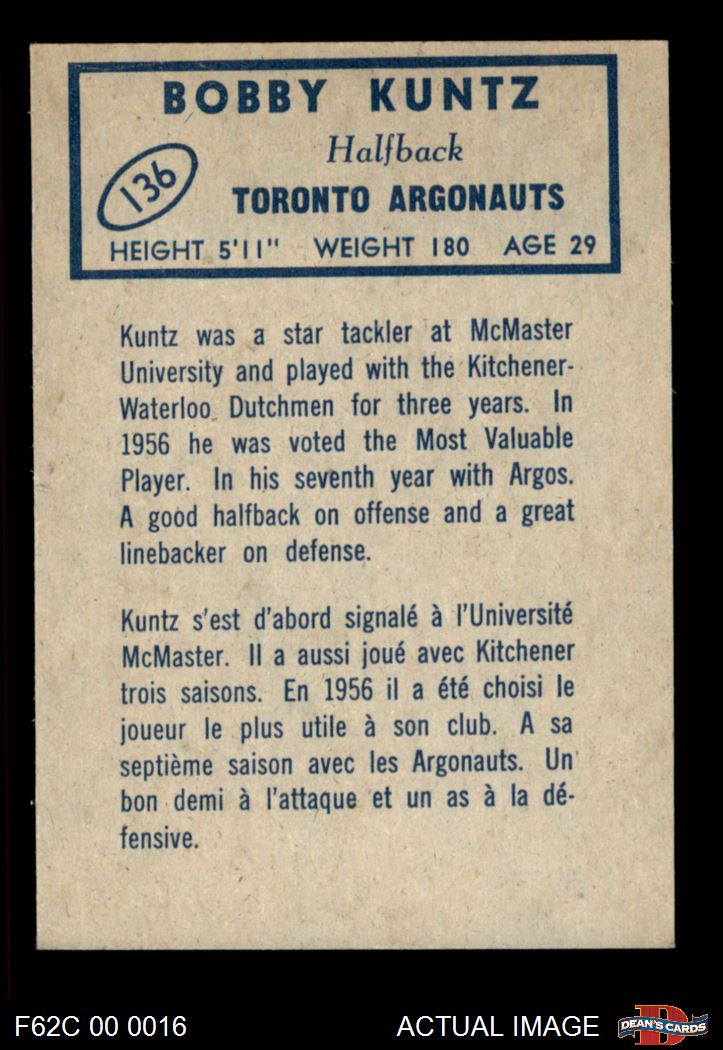 BOBBY KUNTZ
Halfback
136
TORONTO ARGONAUTS
HEIGHT 5'11" WEIGHT 180 AGE 29
Kuntz was a star tackler at McMaster
University and played with the Kitchener-
Waterloo Dutchmen for three years. In
1956 he was voted the Most Valuable
Player. In his seventh year with Argos.
A good halfback on offense and a great
linebacker on defense.
Kuntz s'est d'abord signalé à l'Université
McMaster. Il a aussi joué avec Kitchener
trois saisons. En 1956 il a été choisi le
joueur le plus utile à son club. A sa
septième saison avec les Argonauts. Un
bon demi à l'attaque et un as à la dé-
fensive.
F62C 00 0016
ACTUAL IMAGE
D
DEAN'S CARDS